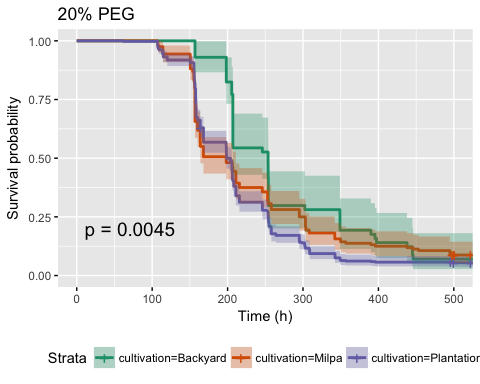 20% PEG
Survival probability
1.00
0.75
0.50
0.25
0.00
p = 0.0045
0 100 200 300 400 500
Time (h)
Strata cultivation=Backyard cultivation=Milpa cultivation=Plantation